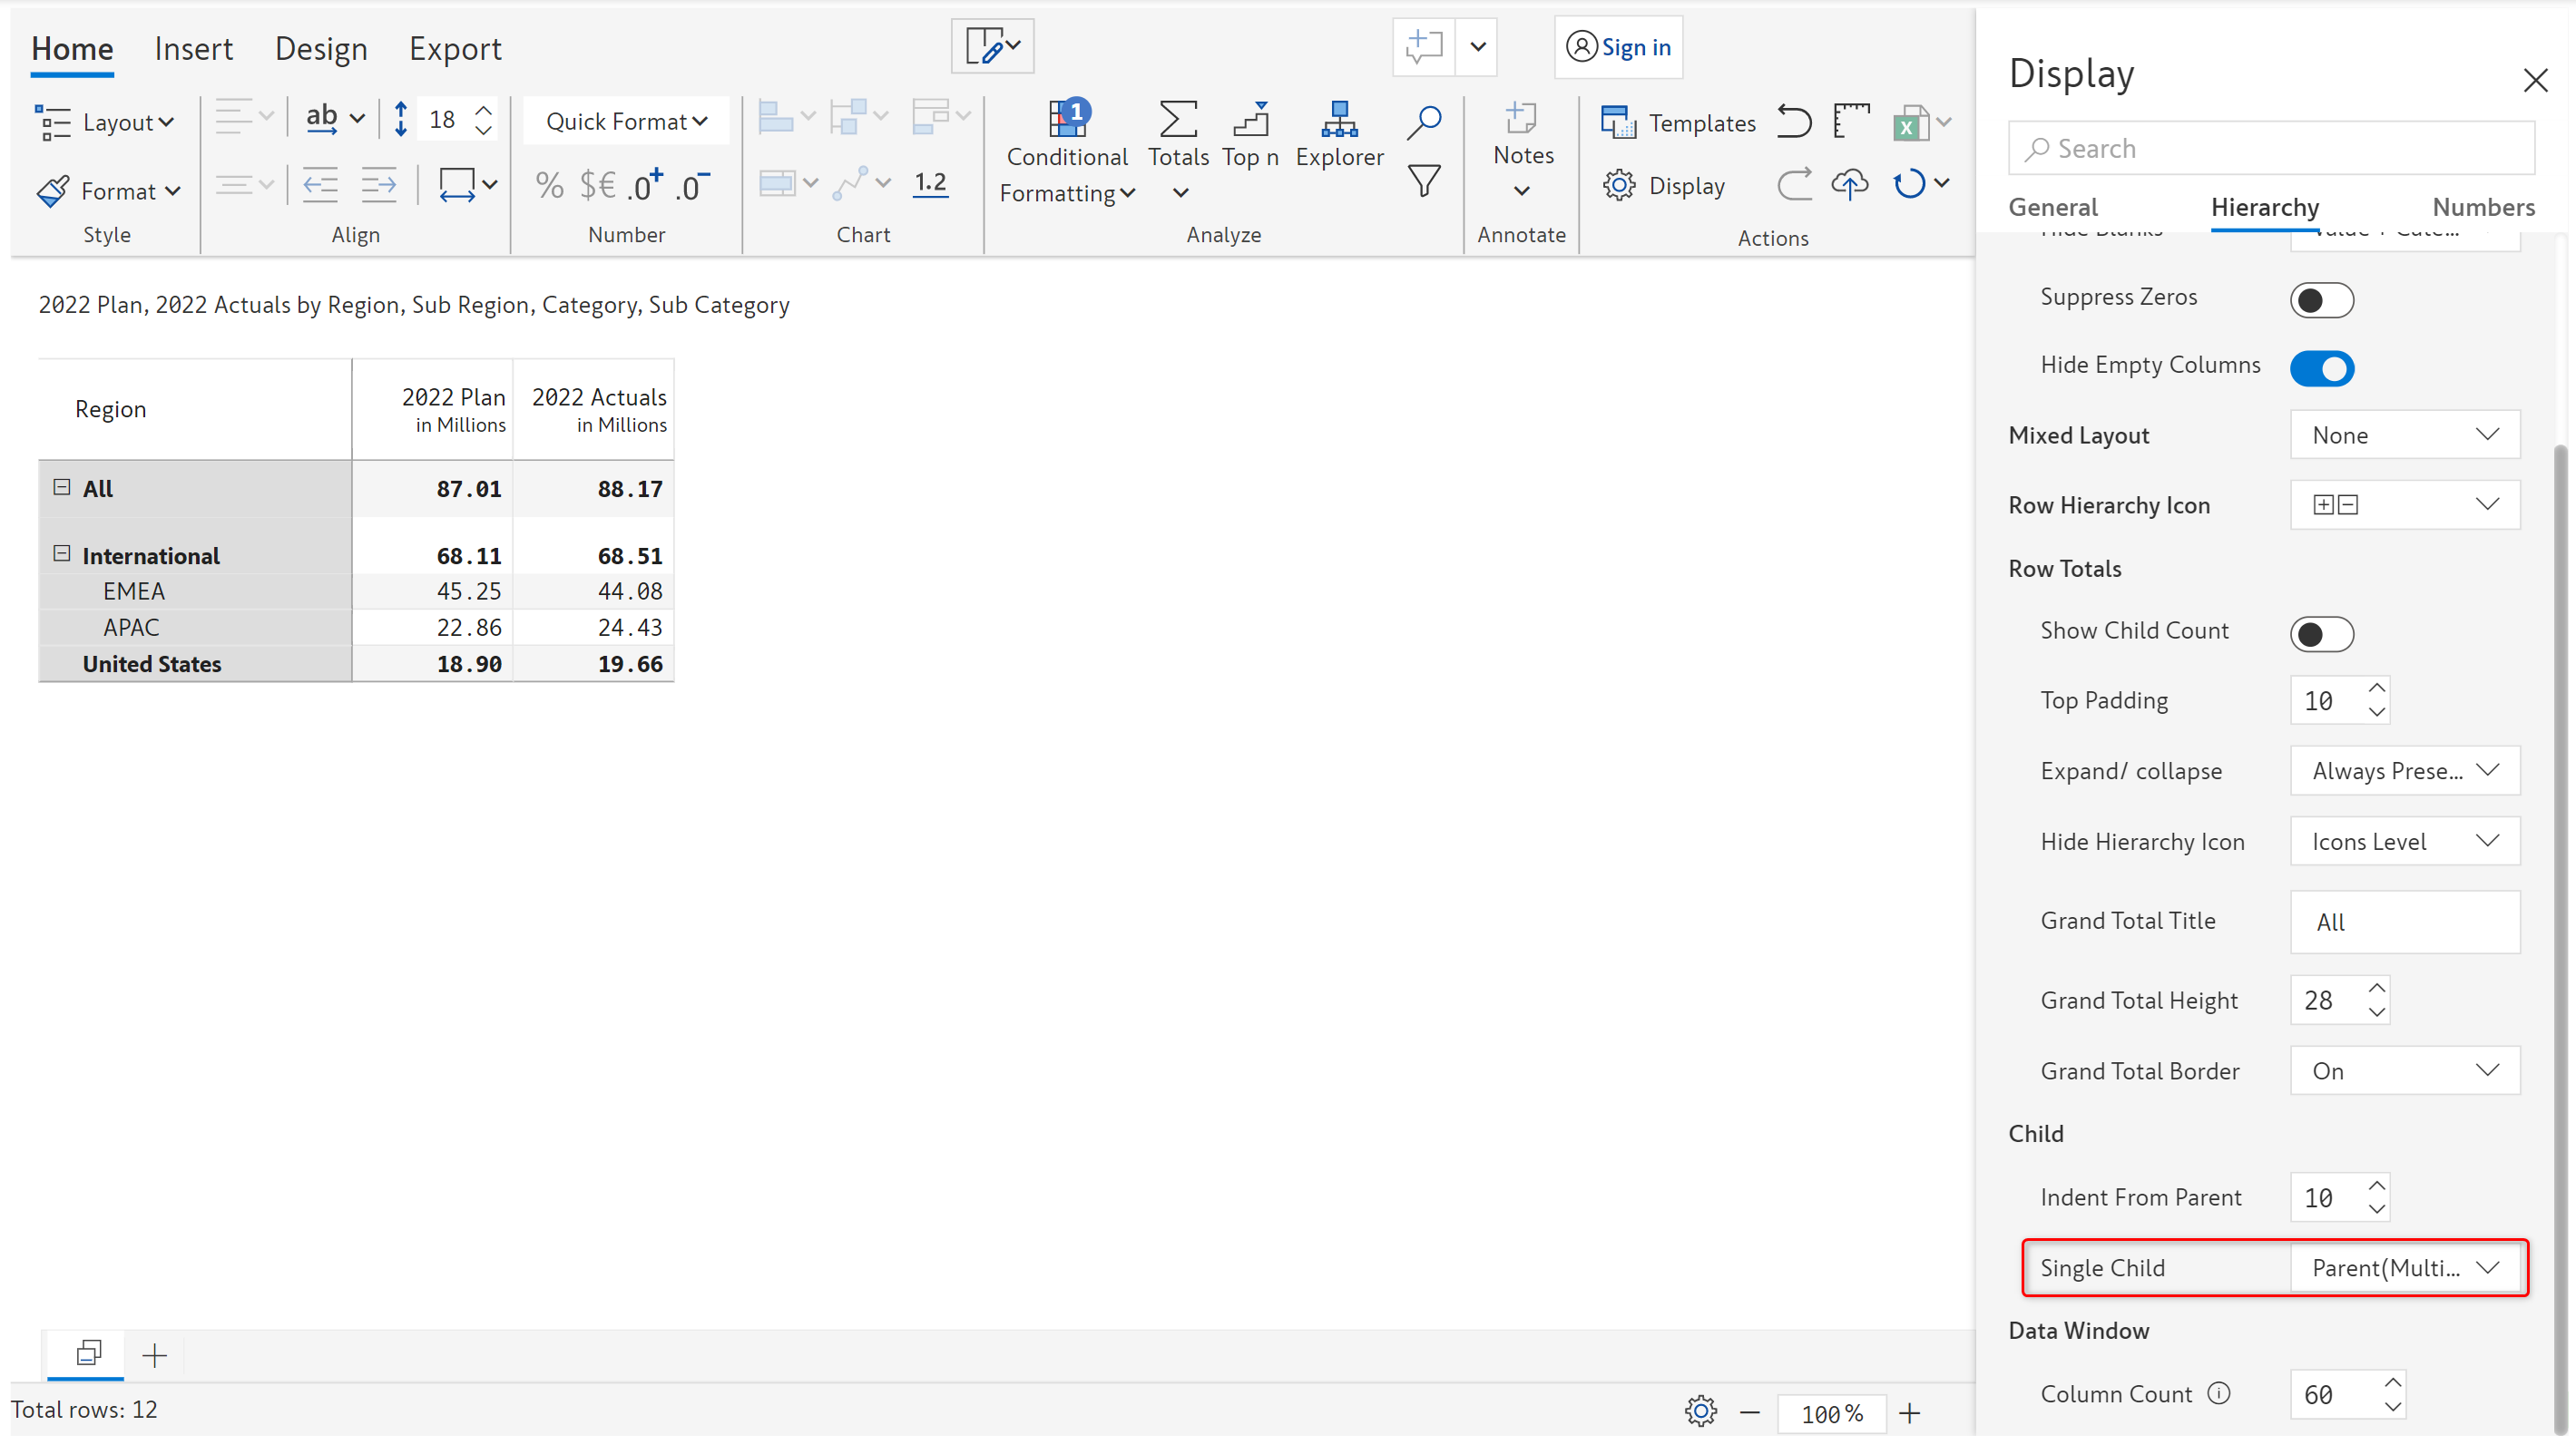 Home Insert Design Export
Sign in
Layout
ab
18
Quick Format
Format
% $€ .0+ .0-
1.2
Style
Align
Number
Chart
1
Conditional Formatting
Totals
Top n
Explorer
Analyze
Notes
Annotate
Templates
Display
X
Actions
2022 Plan, 2022 Actuals by Region, Sub Region, Category, Sub Category
Region 2022 Plan in Millions 2022 Actuals in Millions
All 87.01 88.17
International 68.11 68.51
EMEA 45.25 44.08
APAC 22.86 24.43
United States 18.90 19.66
Total rows: 12
100 %
Display
Search
General Hierarchy Numbers
Hide Blanks
Suppress Zeros
Hide Empty Columns
Mixed Layout None
Row Hierarchy Icon
Row Totals
Show Child Count
Top Padding 10
Expand/ collapse Always Prese...
Hide Hierarchy Icon Icons Level
Grand Total Title All
Grand Total Height 28
Grand Total Border On
Child
Indent From Parent 10
Single Child Parent(Multi...
Data Window
Column Count 60